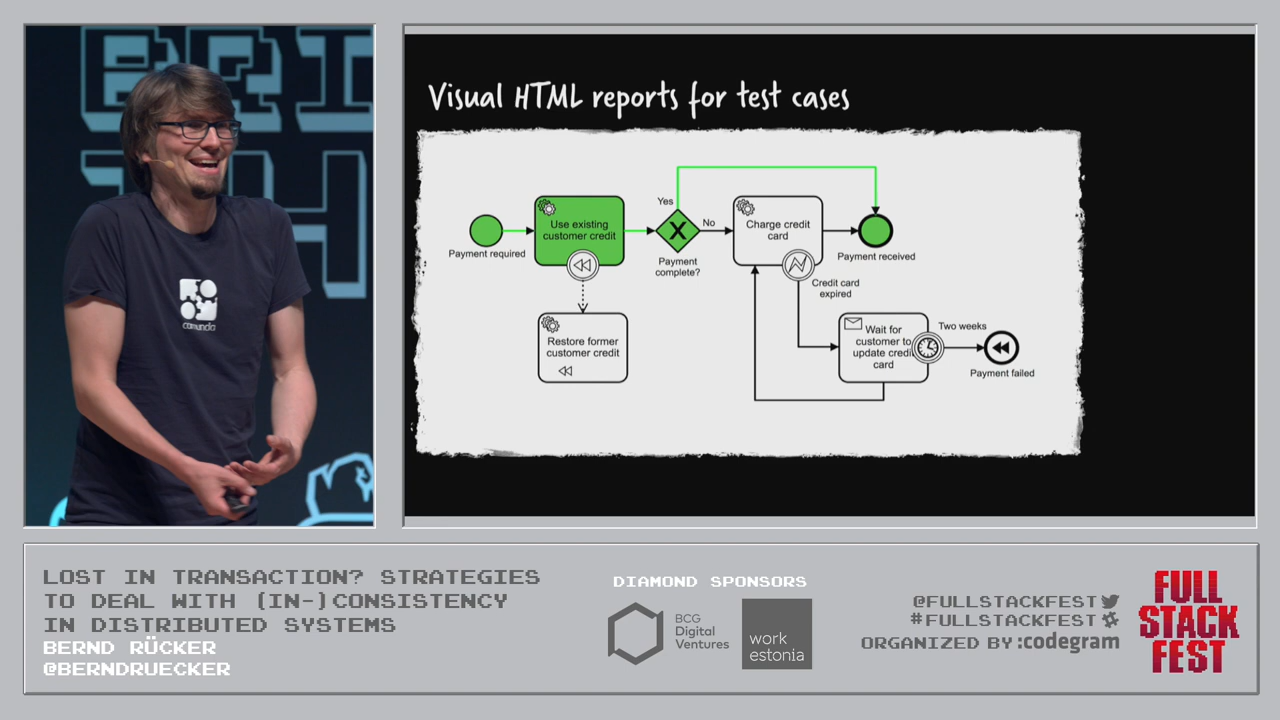 camunda
Visual HTML reports for test cases
Payment required
Use existing
customer credit
Restore former
customer credit
Yes
No
Payment
complete?
Charge credit
card
Payment received
Credit card
expired
Wait for
customer to
update credit
card
Two weeks
Payment failed
LOST IN TRANSACTION? STRATEGIES
TO DEAL WITH (IN-)CONSISTENCY
IN DISTRIBUTED SYSTEMS
BERND RÜCKER
@BERNDRUECKER
DIAMOND SPONSORS
BCG
Digital
Ventures
work
estonia
@FULLSTACKFEST
#FULLSTACKFEST
ORGANIZED BY :codegram
FULL
STACK
FEST